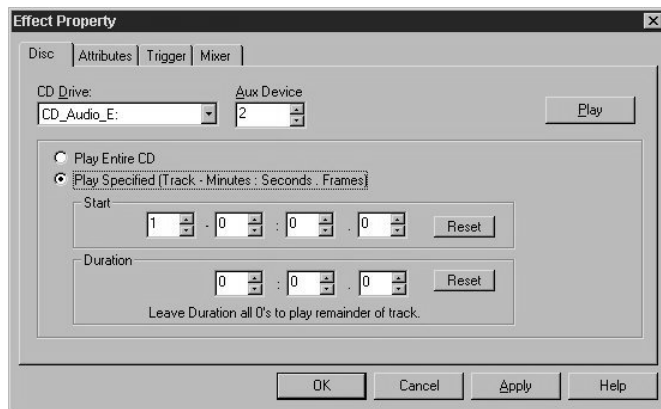 Effect Property
Disc Attributes Trigger Mixer
CD Drive: Aux Device
CD_Audio_E: 2 Play
Play Entire CD
Play Specified (Track - Minutes : Seconds . Frames)
Start
1 - 0 : 0 . 0 Reset
Duration
0 : 0 . 0 Reset
Leave Duration all 0's to play remainder of track.
OK Cancel Apply Help